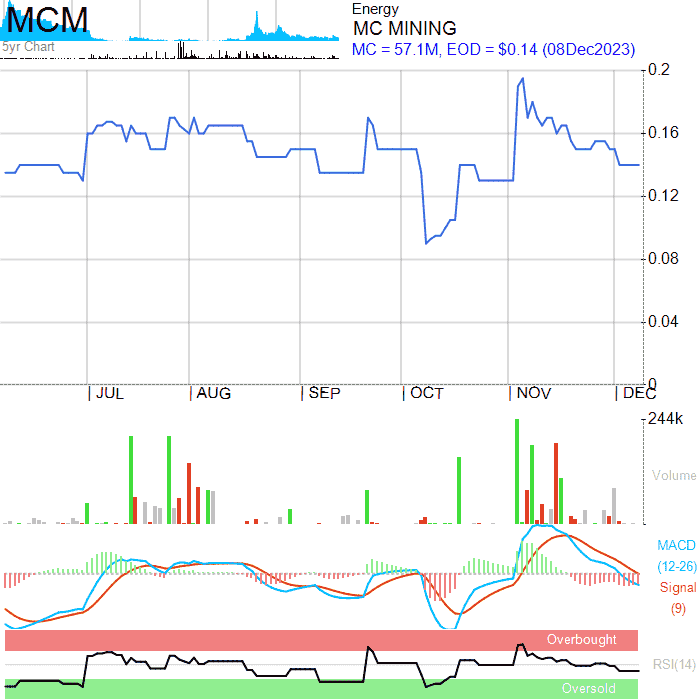 MCM
5yr Chart
Energy
MC MINING
MC = 57.1M, EOD = $0.14 (08Dec2023)
0.2
0.16
0.12
0.08
0.04
0
JUL AUG SEP OCT NOV DEC
244k
Volume
MACD
(12-26)
Signal
(9)
Overbought
RSI(14)
Oversold